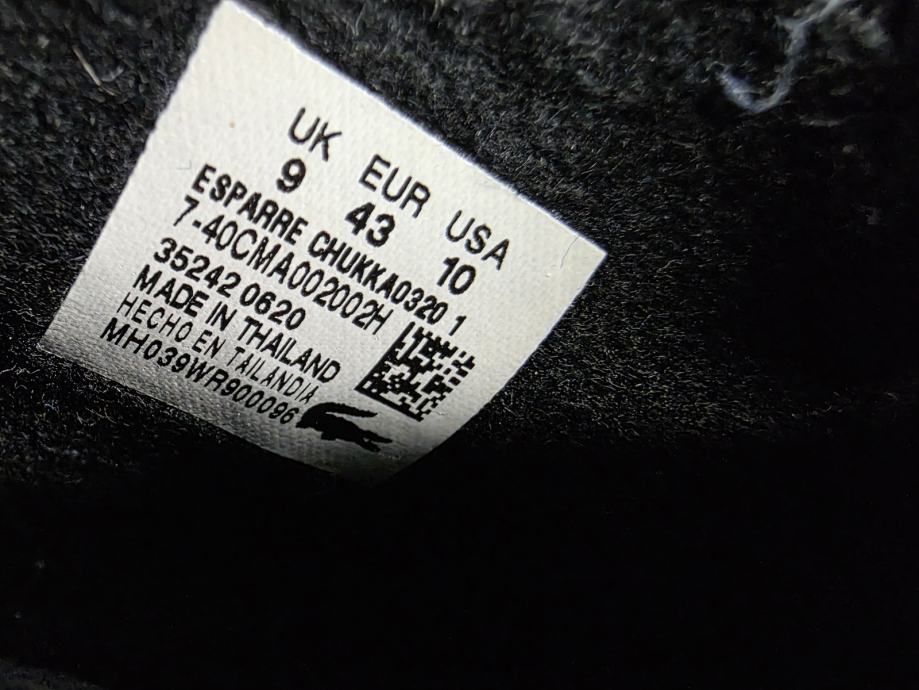 UK EUR USA
9 43 10
ESPARRE CHUKKA0320 1
7-40CMA002002H
35242 0620
MADE IN THAILAND
HECHO EN TAILANDIA
MH039WR900096